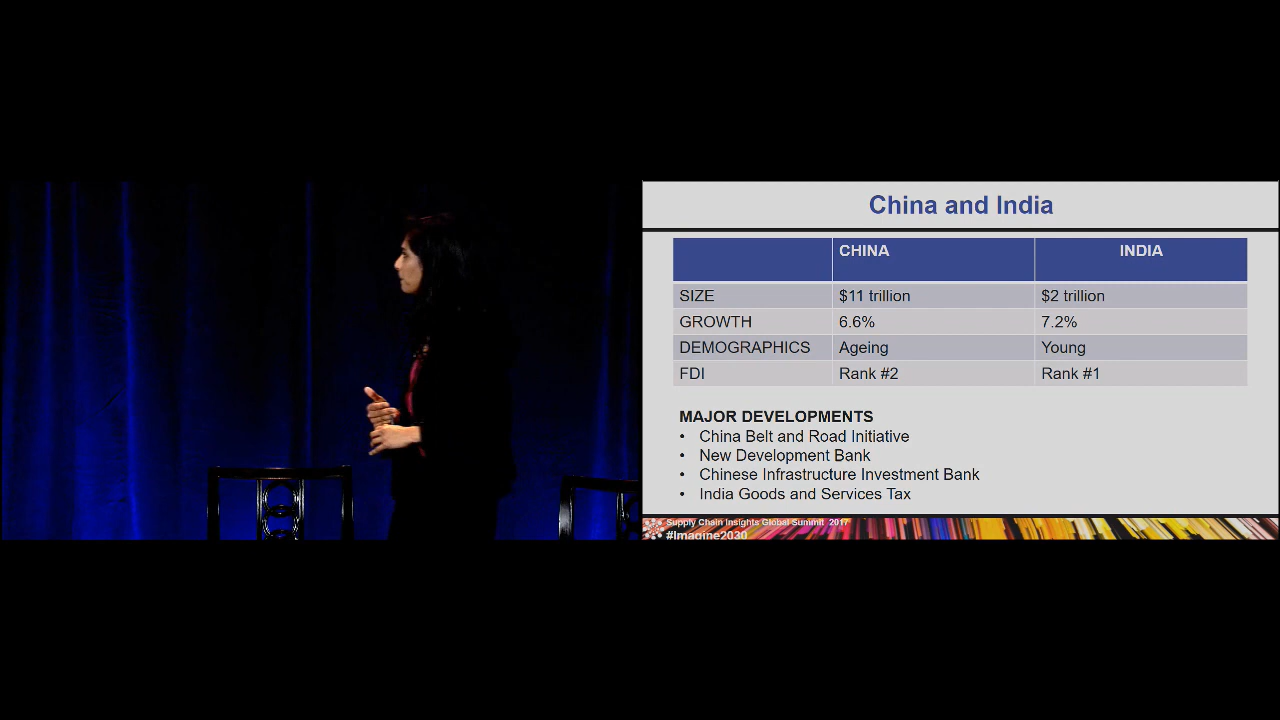 China and India
CHINA INDIA
SIZE $11 trillion $2 trillion
GROWTH 6.6% 7.2%
DEMOGRAPHICS Ageing Young
FDI Rank #2 Rank #1
MAJOR DEVELOPMENTS
• China Belt and Road Initiative
• New Development Bank
• Chinese Infrastructure Investment Bank
• India Goods and Services Tax
Supply Chain Insights Global Summit 2017
#Imagine2030